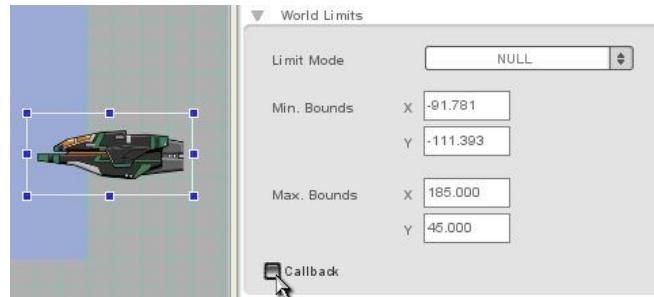 World Limits
Limit Mode NULL
Min. Bounds X -91.781
Y -111.393
Max. Bounds X 185.000
Y 45.000
Callback